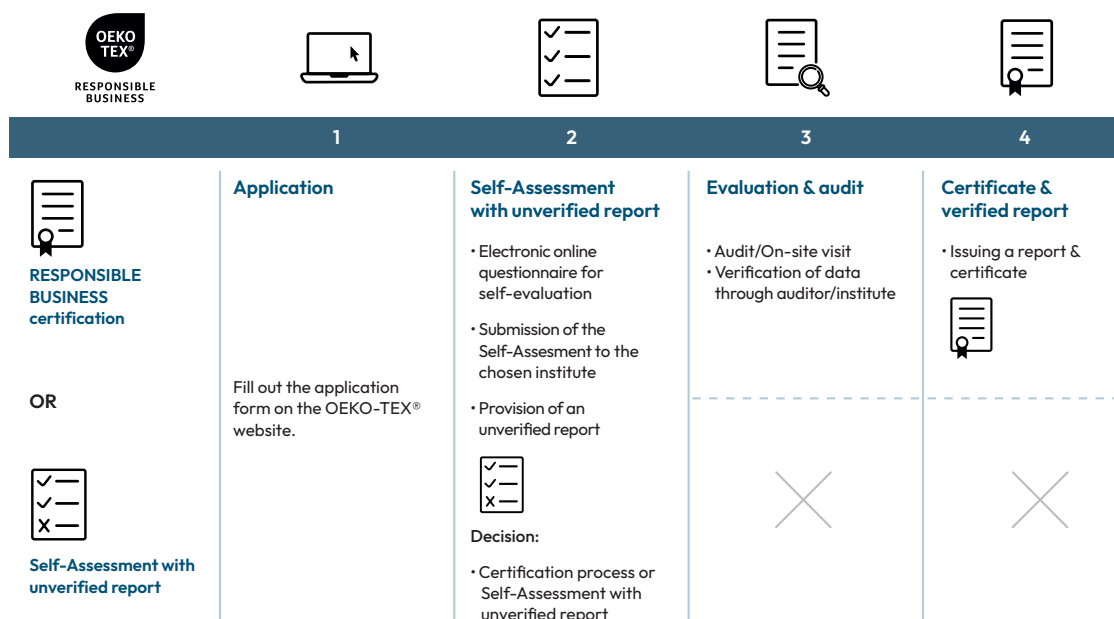 OEKO
TEX®
RESPONSIBLE
BUSINESS
1
2
3
4
RESPONSIBLE
BUSINESS
certification
OR
Self-Assessment with
unverified report
Application
Fill out the application
form on the OEKO-TEX®
website.
Self-Assessment
with unverified report
• Electronic online
questionnaire for
self-evaluation
• Submission of the
Self-Assesment to the
chosen institute
• Provision of an
unverified report
Decision:
• Certification process or
Self-Assessment with
unverified report
Evaluation & audit
• Audit/On-site visit
• Verification of data
through auditor/institute
Certificate &
verified report
• Issuing a report &
certificate